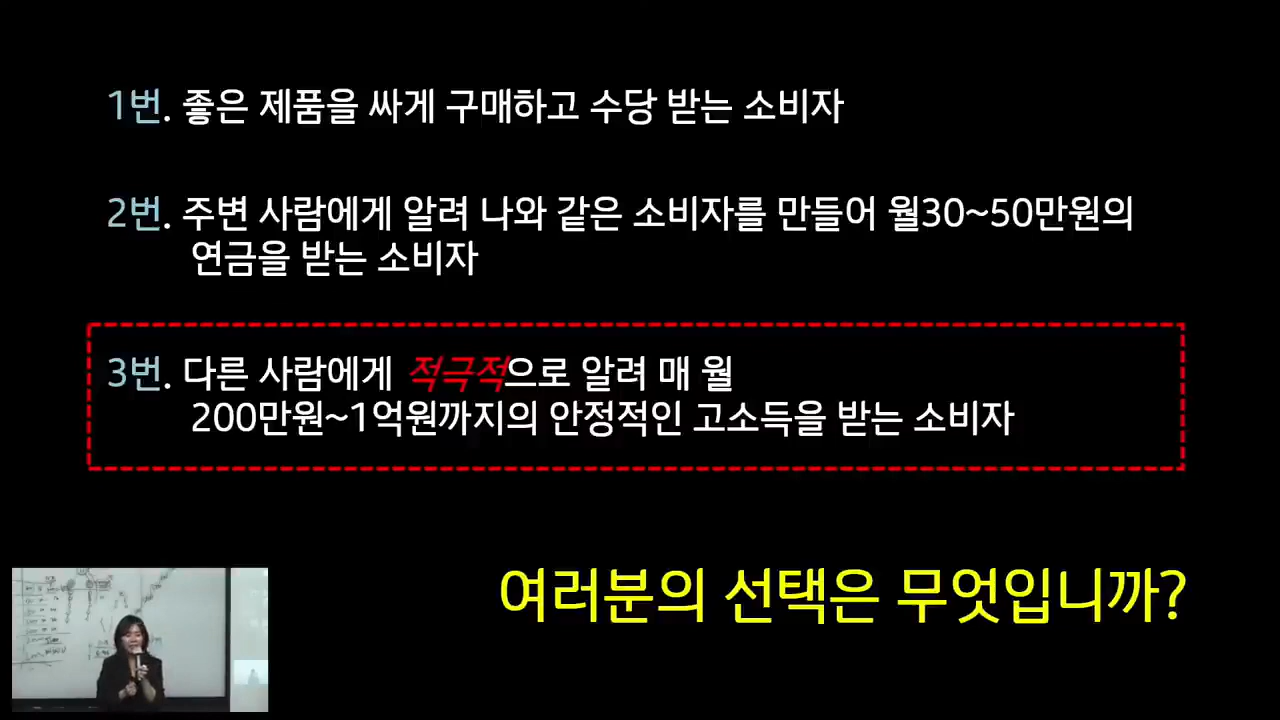 1번. 좋은 제품을 싸게 구매하고 수당 받는 소비자
2번. 주변 사람에게 알려 나와 같은 소비자를 만들어 월30~50만원의
연금을 받는 소비자
3번. 다른 사람에게 적극적으로 알려 매 월
200만원~1억원까지의 안정적인 고소득을 받는 소비자
여러분의 선택은 무엇입니까?